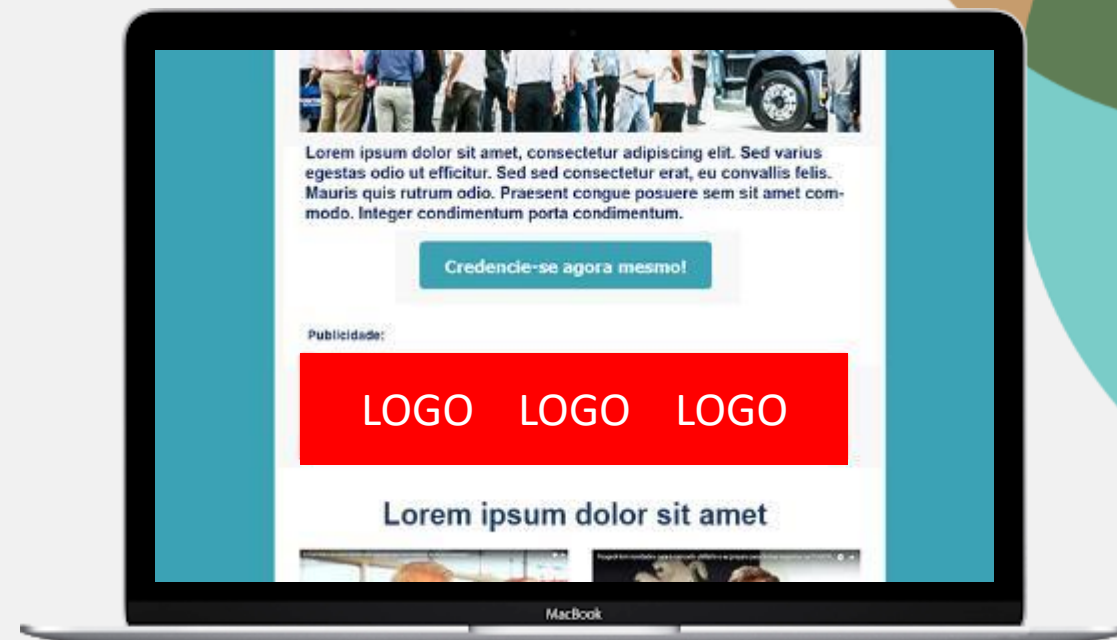 Lorem ipsum dolor sit amet, consectetur adipiscing elit. Sed varius
egestas odio ut efficitur. Sed sed consectetur erat, eu convallis felis.
Mauris quis rutrum odio. Praesent congue posuere sem sit amet com-
modo. Integer condimentum porta condimentum.
Credencie-se agora mesmo!
Publicidade:
LOGO LOGO LOGO
Lorem ipsum dolor sit amet
MacBook